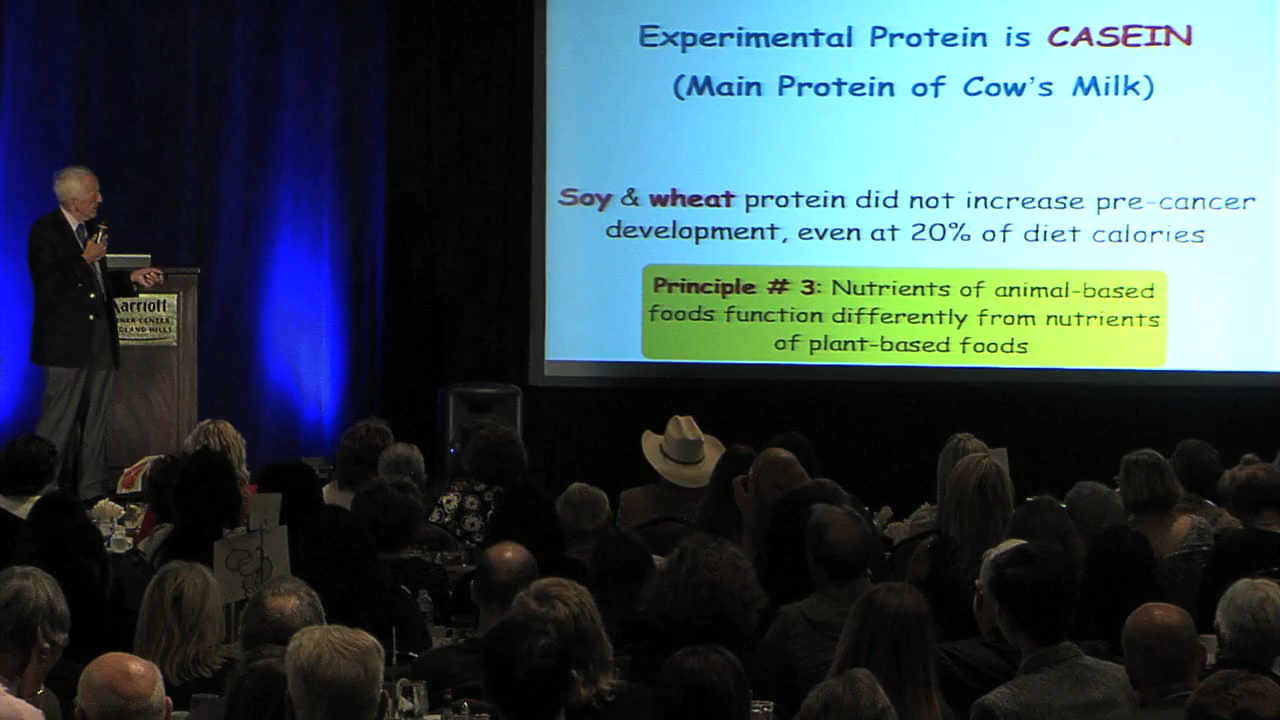 Experimental Protein is CASEIN
(Main Protein of Cow's Milk)
Soy & wheat protein did not increase pre-cancer
development, even at 20% of diet calories
Principle # 3: Nutrients of animal-based
foods function differently from nutrients
of plant-based foods
arriott